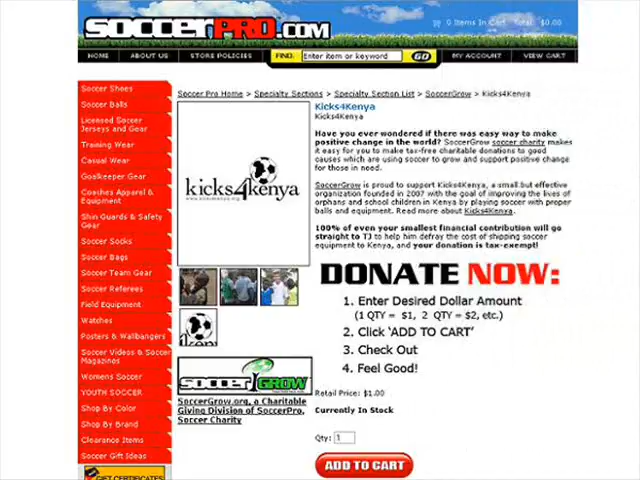 soccerPRO.com
0 Items In Cart Total: $0.00
HOME ABOUT US STORE POLICIES FIND: Enter item or keyword GO MY ACCOUNT VIEW CART
Soccer Shoes
Soccer Balls
Licensed Soccer
Jerseys and Gear
Training Wear
Casual Wear
Goalkeeper Gear
Coaches Apparel &
Equipment
Shin Guards & Safety
Gear
Soccer Socks
Soccer Bags
Soccer Team Gear
Soccer Referees
Field Equipment
Watches
Posters & Wallbangers
Soccer Videos & Soccer
Magazines
Womens Soccer
YOUTH SOCCER
Shop By Color
Shop By Brand
Clearance Items
Soccer Gift Ideas
GIFT CERTIFICATES
Soccer Pro Home > Specialty Sections > Specialty Section List > SoccerGrow > Kicks4Kenya
kicks4kenya
www.kicks4kenya.org
SOCCER GROW
SoccerGrow.org, a Charitable
Giving Division of SoccerPro,
Soccer Charity
Kicks4Kenya
Kicks4Kenya
Have you ever wondered if there was easy way to make
positive change in the world? SoccerGrow soccer charity makes
it easy for you to make tax-free charitable donations to good
causes which are using soccer to grow and support positive change
for those in need.
SoccerGrow is proud to support Kicks4Kenya, a small but effective
organization founded in 2007 with the goal of improving the lives of
orphans and school children in Kenya by playing soccer with proper
balls and equipment. Read more about Kicks4Kenya.
100% of even your smallest financial contribution will go
straight to TJ to help him defray the cost of shipping soccer
equipment to Kenya, and your donation is tax-exempt!
DONATE NOW:
1. Enter Desired Dollar Amount
(1 QTY = $1, 2 QTY = $2, etc.)
2. Click ‘ADD TO CART’
3. Check Out
4. Feel Good!
Retail Price: $1.00
Currently In Stock
Qty: 1
ADD TO CART